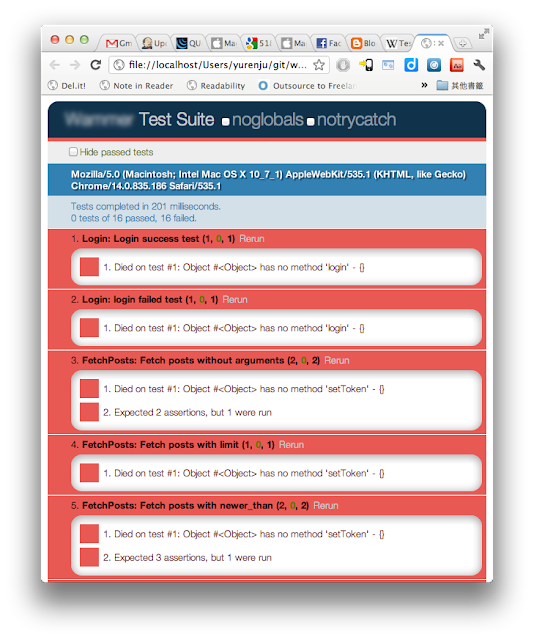 Gm
Up
QU
Ma
518
Ma
Ma
Fac
Blo
Tes
file://localhost/Users/yurenju/git/w...
Del.it!
Note in Reader
Readability
Outsource to Freelan
»
其他書籤
Test Suite noglobals notrycatch
Hide passed tests
Mozilla/5.0 (Macintosh; Intel Mac OS X 10_7_1) AppleWebKit/535.1 (KHTML, like Gecko)
Chrome/14.0.835.186 Safari/535.1
Tests completed in 201 milliseconds.
0 tests of 16 passed, 16 failed.
1. Login: Login success test (1, 0, 1) Rerun
1. Died on test #1: Object #<Object> has no method 'login' - {}
2. Login: login failed test (1, 0, 1) Rerun
1. Died on test #1: Object #<Object> has no method 'login' - {}
3. FetchPosts: Fetch posts without arguments (2, 0, 2) Rerun
1. Died on test #1: Object #<Object> has no method 'setToken' - {}
2. Expected 2 assertions, but 1 were run
4. FetchPosts: Fetch posts with limit (1, 0, 1) Rerun
1. Died on test #1: Object #<Object> has no method 'setToken' - {}
5. FetchPosts: Fetch posts with newer_than (2, 0, 2) Rerun
1. Died on test #1: Object #<Object> has no method 'setToken' - {}
2. Expected 3 assertions, but 1 were run